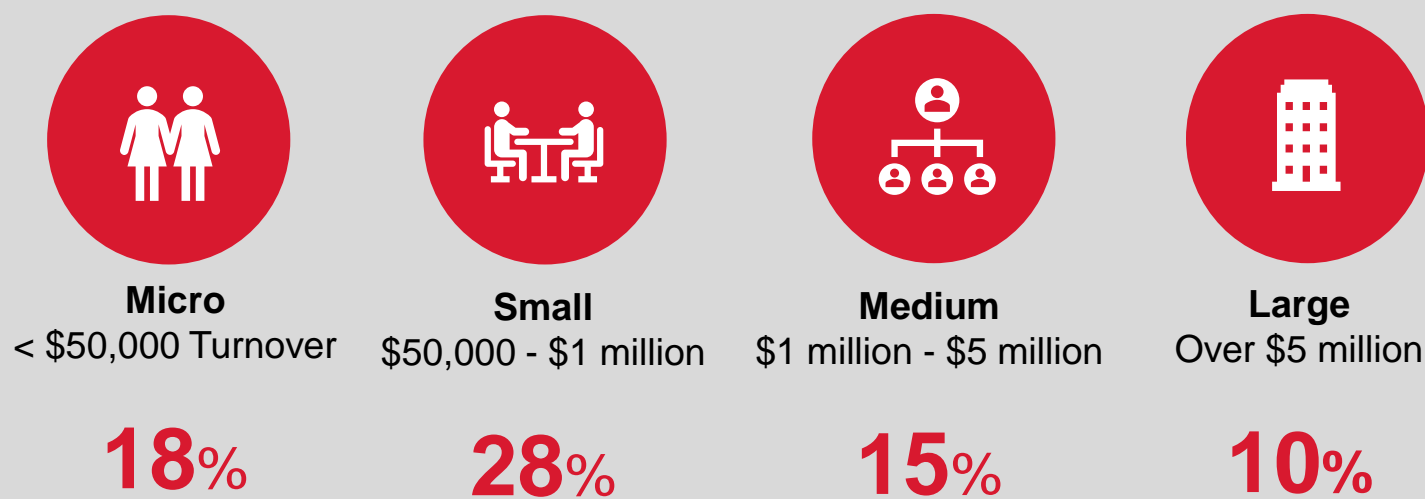 Micro
< $50,000 Turnover
18%
Small
$50,000 - $1 million
28%
Medium
$1 million - $5 million
15%
Large
Over $5 million
10%